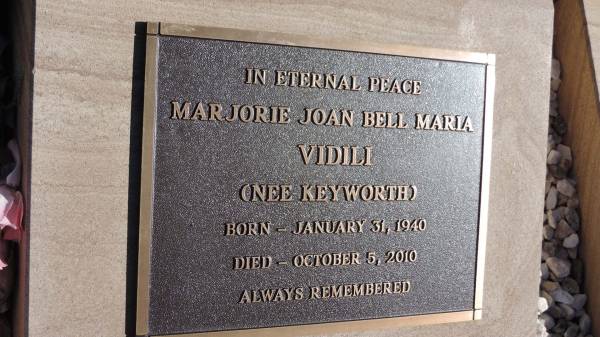 IN ETERNAL PEACE
MARJORIE JOAN BELL MARIA
VIDILI
(NEE KEYWORTH)
BORN – JANUARY 31, 1940
DIED – OCTOBER 5, 2010
ALWAYS REMEMBERED